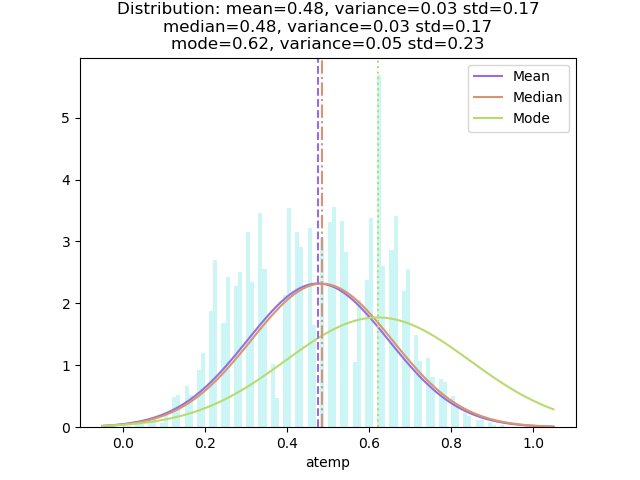 Distribution: mean=0.48, variance=0.03 std=0.17
median=0.48, variance=0.03 std=0.17
mode=0.62, variance=0.05 std=0.23
Mean
Median
Mode
5
4
3
2
1
0
0.0 0.2 0.4 0.6 0.8 1.0
atemp